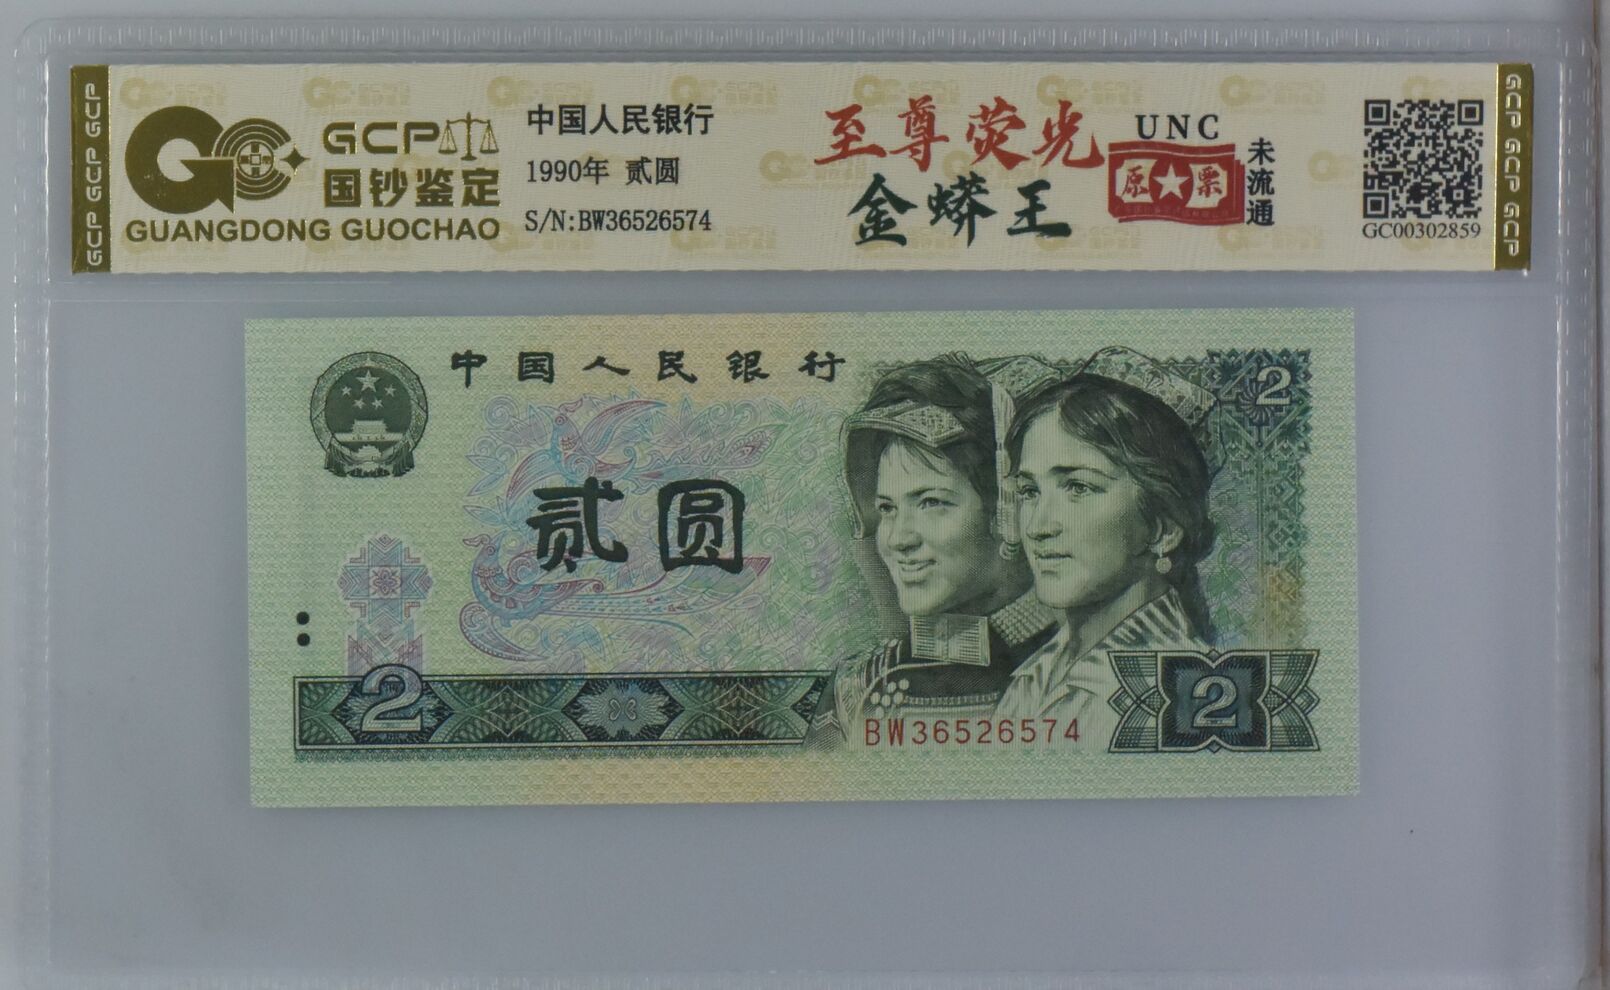 GCP GCP GCP
GCP
国钞鉴定
GUANGDONG GUOCHAO
中国人民银行
1990年 贰圆
S/N:BW36526574
至尊荧光
金蟒王
UNC
原★票
未流通
GC00302859
GCP GCP GCP
中国人民银行
2
贰圆
2
BW36526574
2